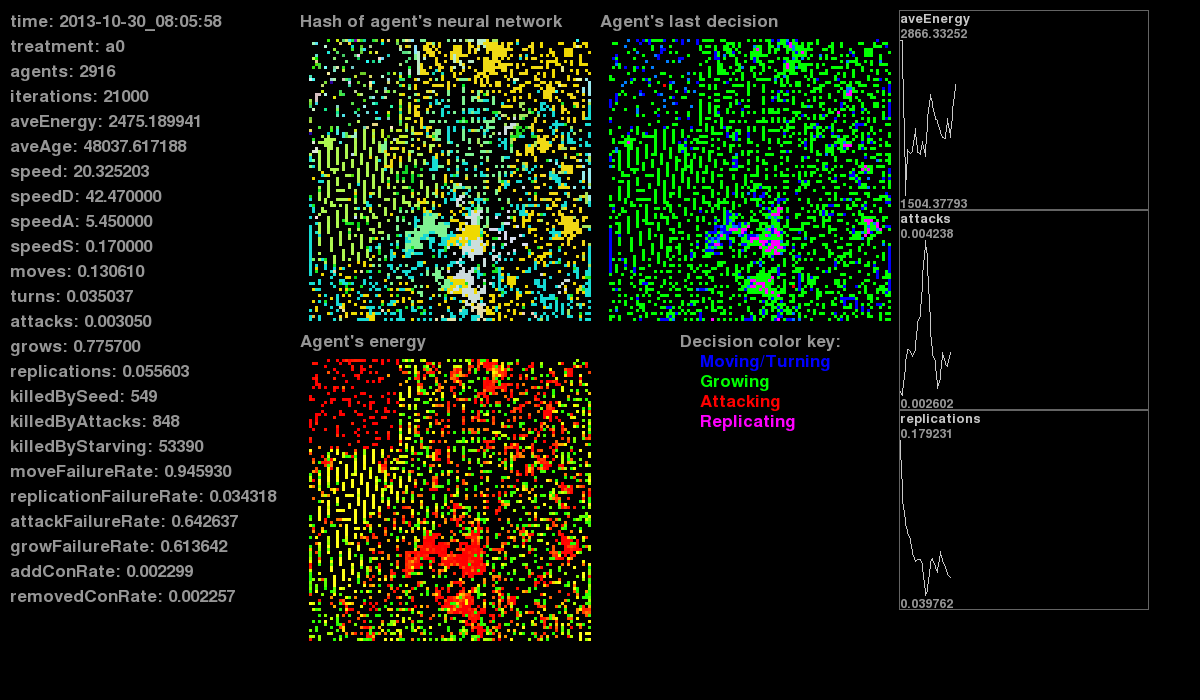 time: 2013-10-30_08:05:58
treatment: a0
agents: 2916
iterations: 21000
aveEnergy: 2475.189941
aveAge: 48037.617188
speed: 20.325203
speedD: 42.470000
speedA: 5.450000
speedS: 0.170000
moves: 0.130610
turns: 0.035037
attacks: 0.003050
grows: 0.775700
replications: 0.055603
killedBySeed: 549
killedByAttacks: 848
killedByStarving: 53390
moveFailureRate: 0.945930
replicationFailureRate: 0.034318
attackFailureRate: 0.642637
growFailureRate: 0.613642
addConRate: 0.002299
removedConRate: 0.002257
Hash of agent's neural network
Agent's last decision
Agent's energy
Decision color key:
Moving/Turning
Growing
Attacking
Replicating
aveEnergy
2866.33252
1504.37793
attacks
0.004238
0.002602
replications
0.179231
0.039762